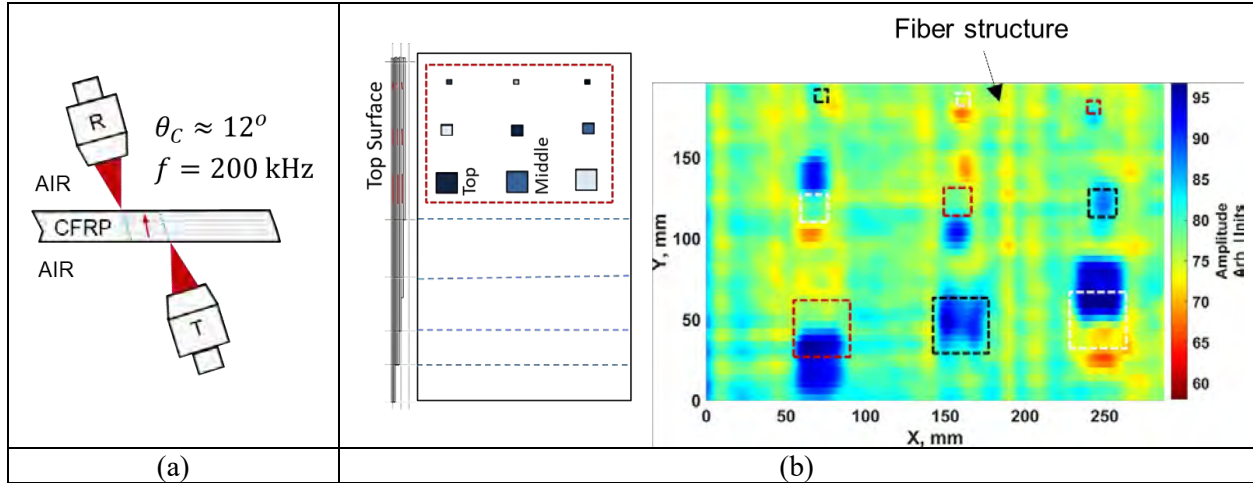 R
θ_C ≈ 12°
f = 200 kHz
AIR
CFRP
AIR
T
(a)
Top Surface
Top
Middle
Fiber structure
150
100
50
0
Y, mm
0
50
100
150
200
250
X, mm
95
90
85
80
75
70
65
60
Amplitude
Arb. Units
(b)